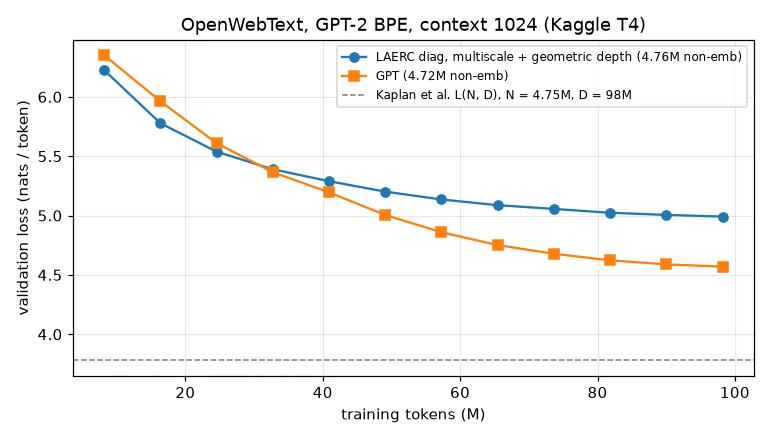 OpenWebText, GPT-2 BPE, context 1024 (Kaggle T4)
LAERC diag, multiscale + geometric depth (4.76M non-emb)
GPT (4.72M non-emb)
Kaplan et al. L(N, D), N = 4.75M, D = 98M
validation loss (nats / token)
6.0
5.5
5.0
4.5
4.0
20
40
60
80
100
training tokens (M)